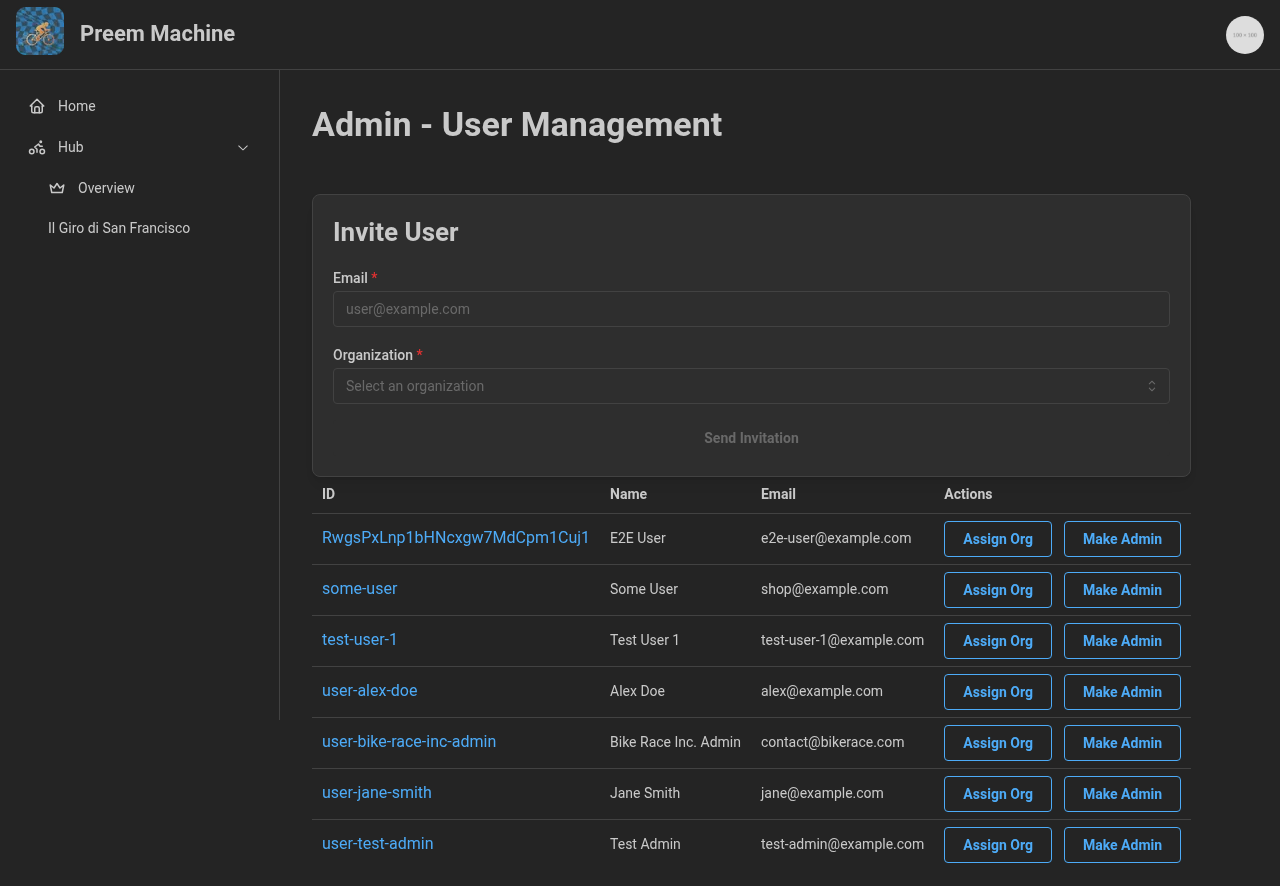 Preem Machine
100 × 100
Home
Hub
Overview
Il Giro di San Francisco
Admin - User Management
Invite User
Email *
user@example.com
Organization *
Select an organization
Send Invitation
ID Name Email Actions
RwgsPxLnp1bHNcxgw7MdCpm1Cuj1 E2E User e2e-user@example.com Assign Org Make Admin
some-user Some User shop@example.com Assign Org Make Admin
test-user-1 Test User 1 test-user-1@example.com Assign Org Make Admin
user-alex-doe Alex Doe alex@example.com Assign Org Make Admin
user-bike-race-inc-admin Bike Race Inc. Admin contact@bikerace.com Assign Org Make Admin
user-jane-smith Jane Smith jane@example.com Assign Org Make Admin
user-test-admin Test Admin test-admin@example.com Assign Org Make Admin